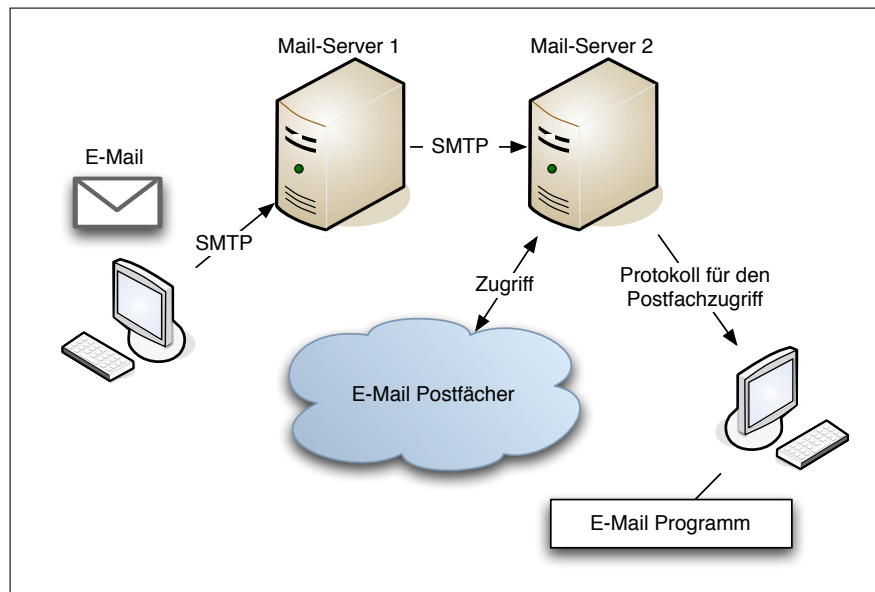 Mail-Server 1
Mail-Server 2
E-Mail
SMTP
SMTP
Zugriff
Protokoll für den
Postfachzugriff
E-Mail Postfächer
E-Mail Programm